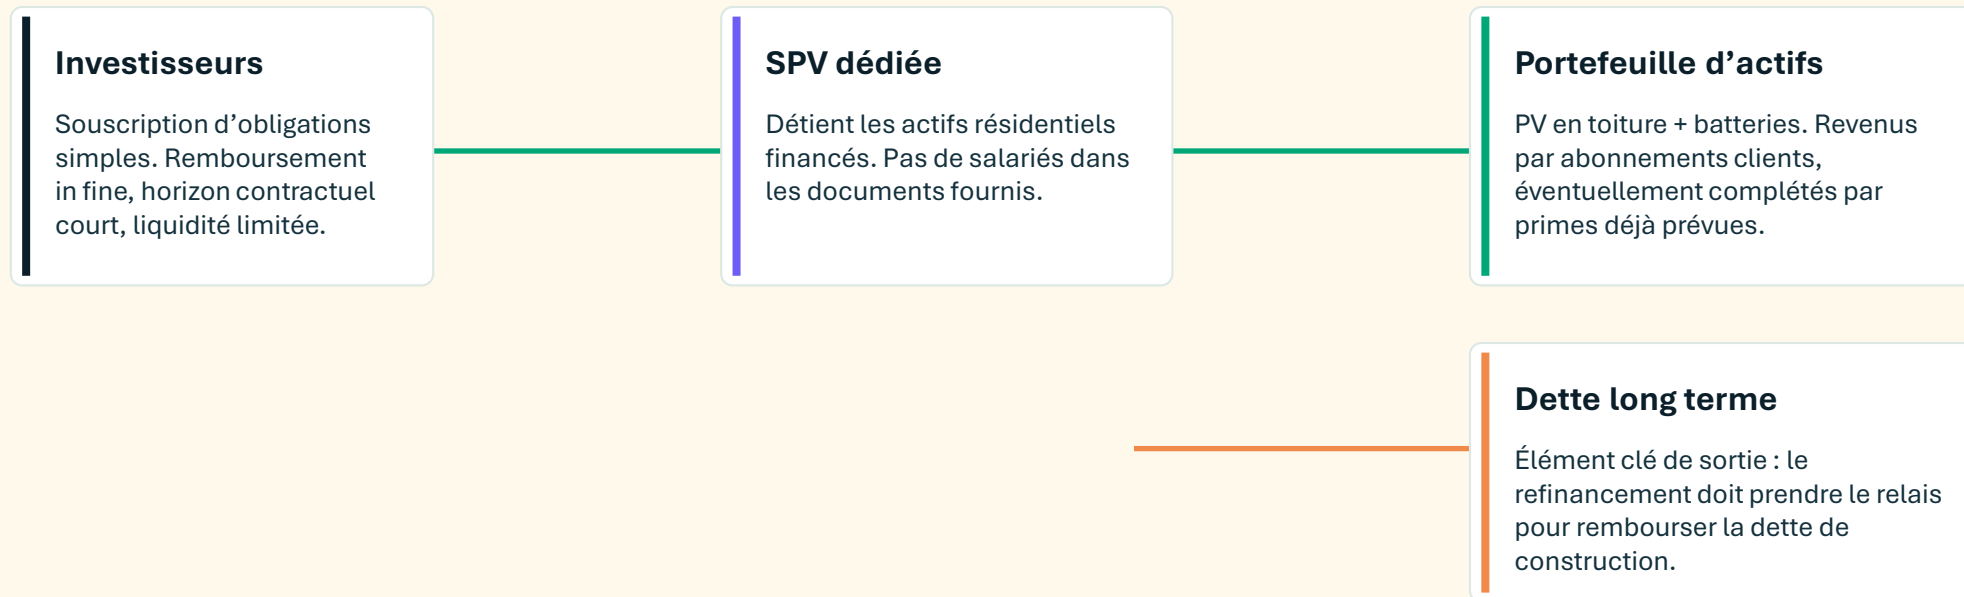 Investisseurs
Souscription d’obligations
simples. Remboursement
in fine, horizon contractuel
court, liquidité limitée.
SPV dédiée
Détient les actifs résidentiels
financés. Pas de salariés dans
les documents fournis.
Portefeuille d’actifs
PV en toiture + batteries. Revenus
par abonnements clients,
éventuellement complétés par
primes déjà prévues.
Dette long terme
Élément clé de sortie : le
refinancement doit prendre le relais
pour rembourser la dette de
construction.